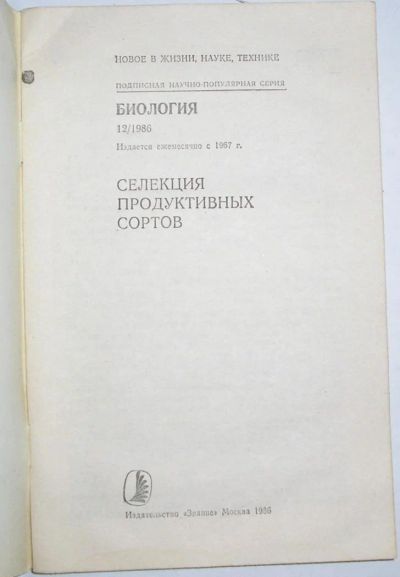 НОВОЕ В ЖИЗНИ, НАУКЕ, ТЕХНИКЕ
ПОДПИСНАЯ НАУЧНО-ПОПУЛЯРНАЯ СЕРИЯ
БИОЛОГИЯ
12/1986
Издается ежемесячно с 1967 г.
СЕЛЕКЦИЯ
ПРОДУКТИВНЫХ
СОРТОВ
Издательство «Знание» Москва 1986